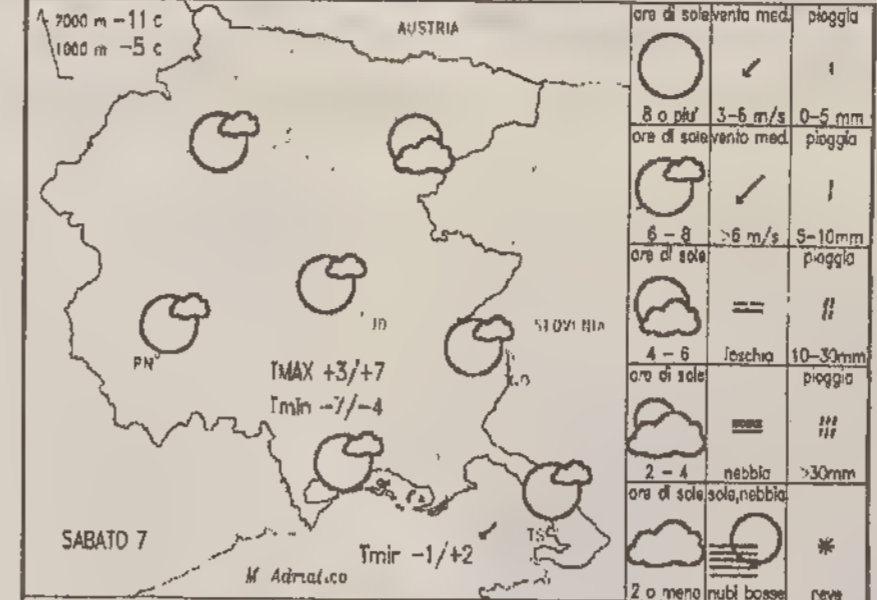 2000 m -11 c
1000 m -5 c
AUSTRIA
SLOVENIA
UD
PN
TMAX +3/+7
Tmin -7/-4
GO
TS
SABATO 7
Tmin -1/+2
M Adriatico
ore di sole vento med. pioggia
8 o piu' 3-6 m/s 0-5 mm
ore di sole vento med. pioggia
6 - 8 >6 m/s 5-10mm
ore di sole pioggia
4 - 6 foschia 10-30mm
ore di sole pioggia
2 - 4 nebbia >30mm
ore di sole sole,nebbia
2 o meno nubi basse neve